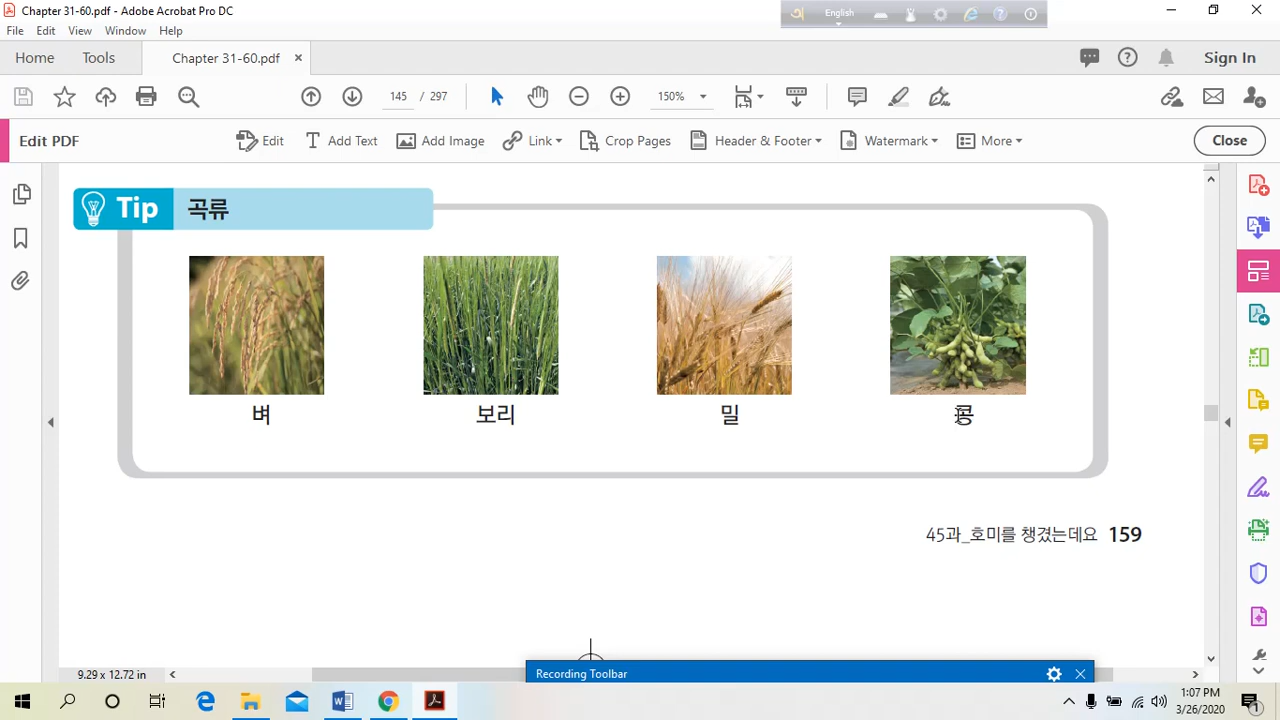 Chapter 31-60.pdf - Adobe Acrobat Pro DC
English
File Edit View Window Help
Home Tools Chapter 31-60.pdf Sign In
145 / 297 150%
Edit PDF Edit Add Text Add Image Link Crop Pages Header & Footer Watermark More Close
Tip 곡류
벼 보리 밀 콩
45과_호미를 챙겼는데요 159
9.29 x 12.72 in
Recording Toolbar
1:07 PM
3/26/2020